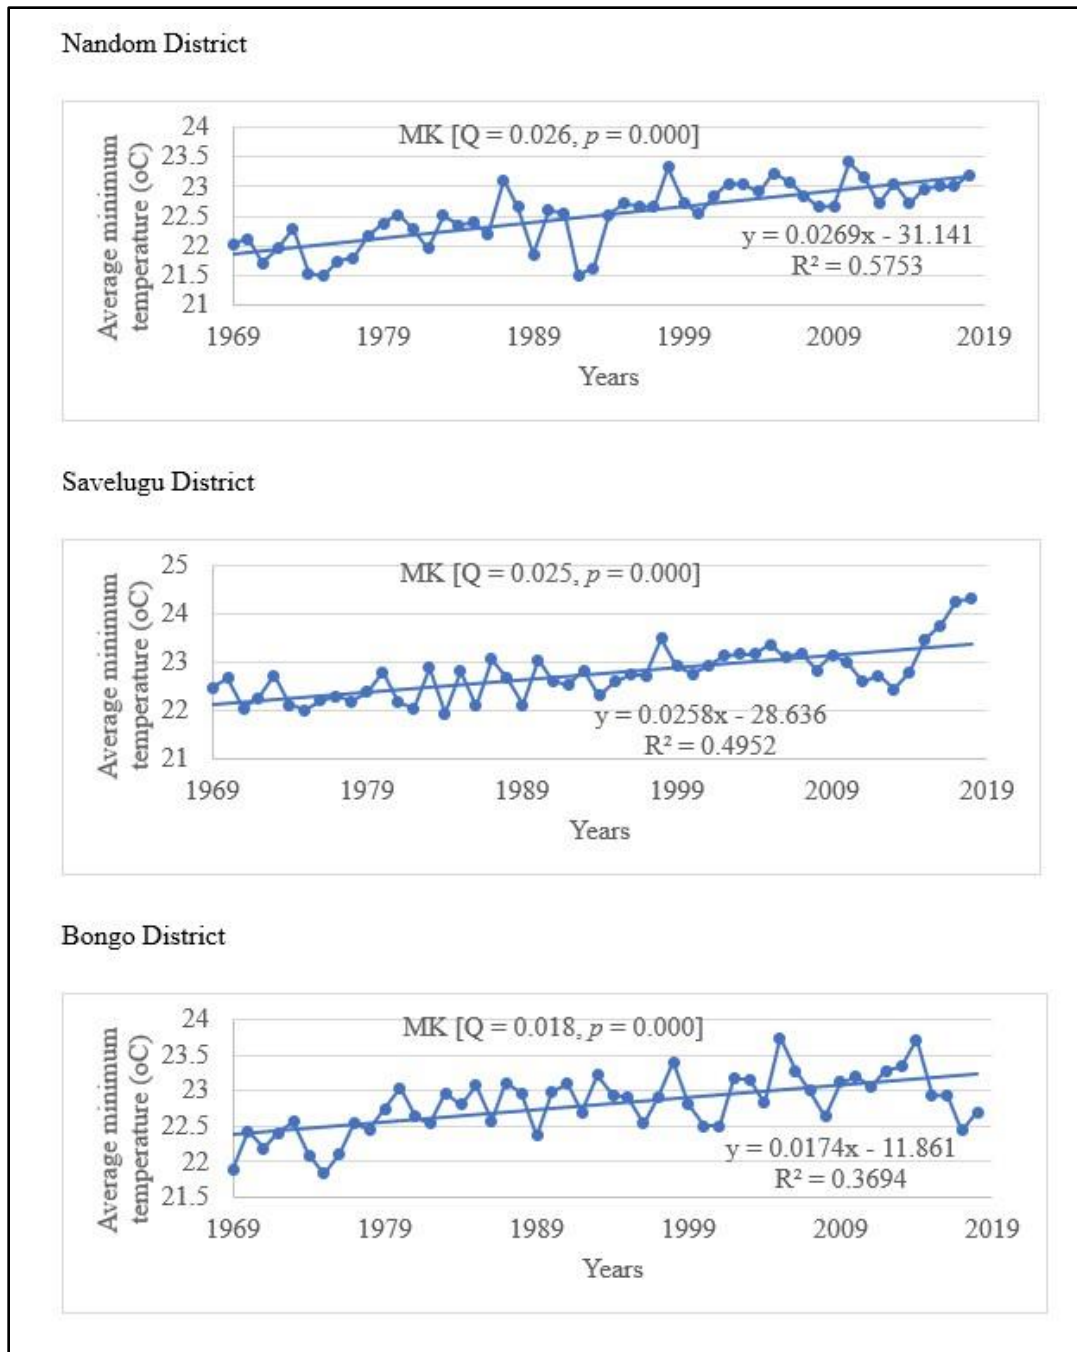 Nandom District
MK [Q = 0.026, p = 0.000]
Average minimum
temperature (oC)
24
23.5
23
22.5
22
21.5
21
y = 0.0269x - 31.141
R² = 0.5753
1969 1979 1989 1999 2009 2019
Years
Savelugu District
MK [Q = 0.025, p = 0.000]
Average minimum
temperature (oC)
25
24
23
22
21
y = 0.0258x - 28.636
R² = 0.4952
1969 1979 1989 1999 2009 2019
Years
Bongo District
MK [Q = 0.018, p = 0.000]
Average minimum
temperature (oC)
24
23.5
23
22.5
22
21.5
y = 0.0174x - 11.861
R² = 0.3694
1969 1979 1989 1999 2009 2019
Years